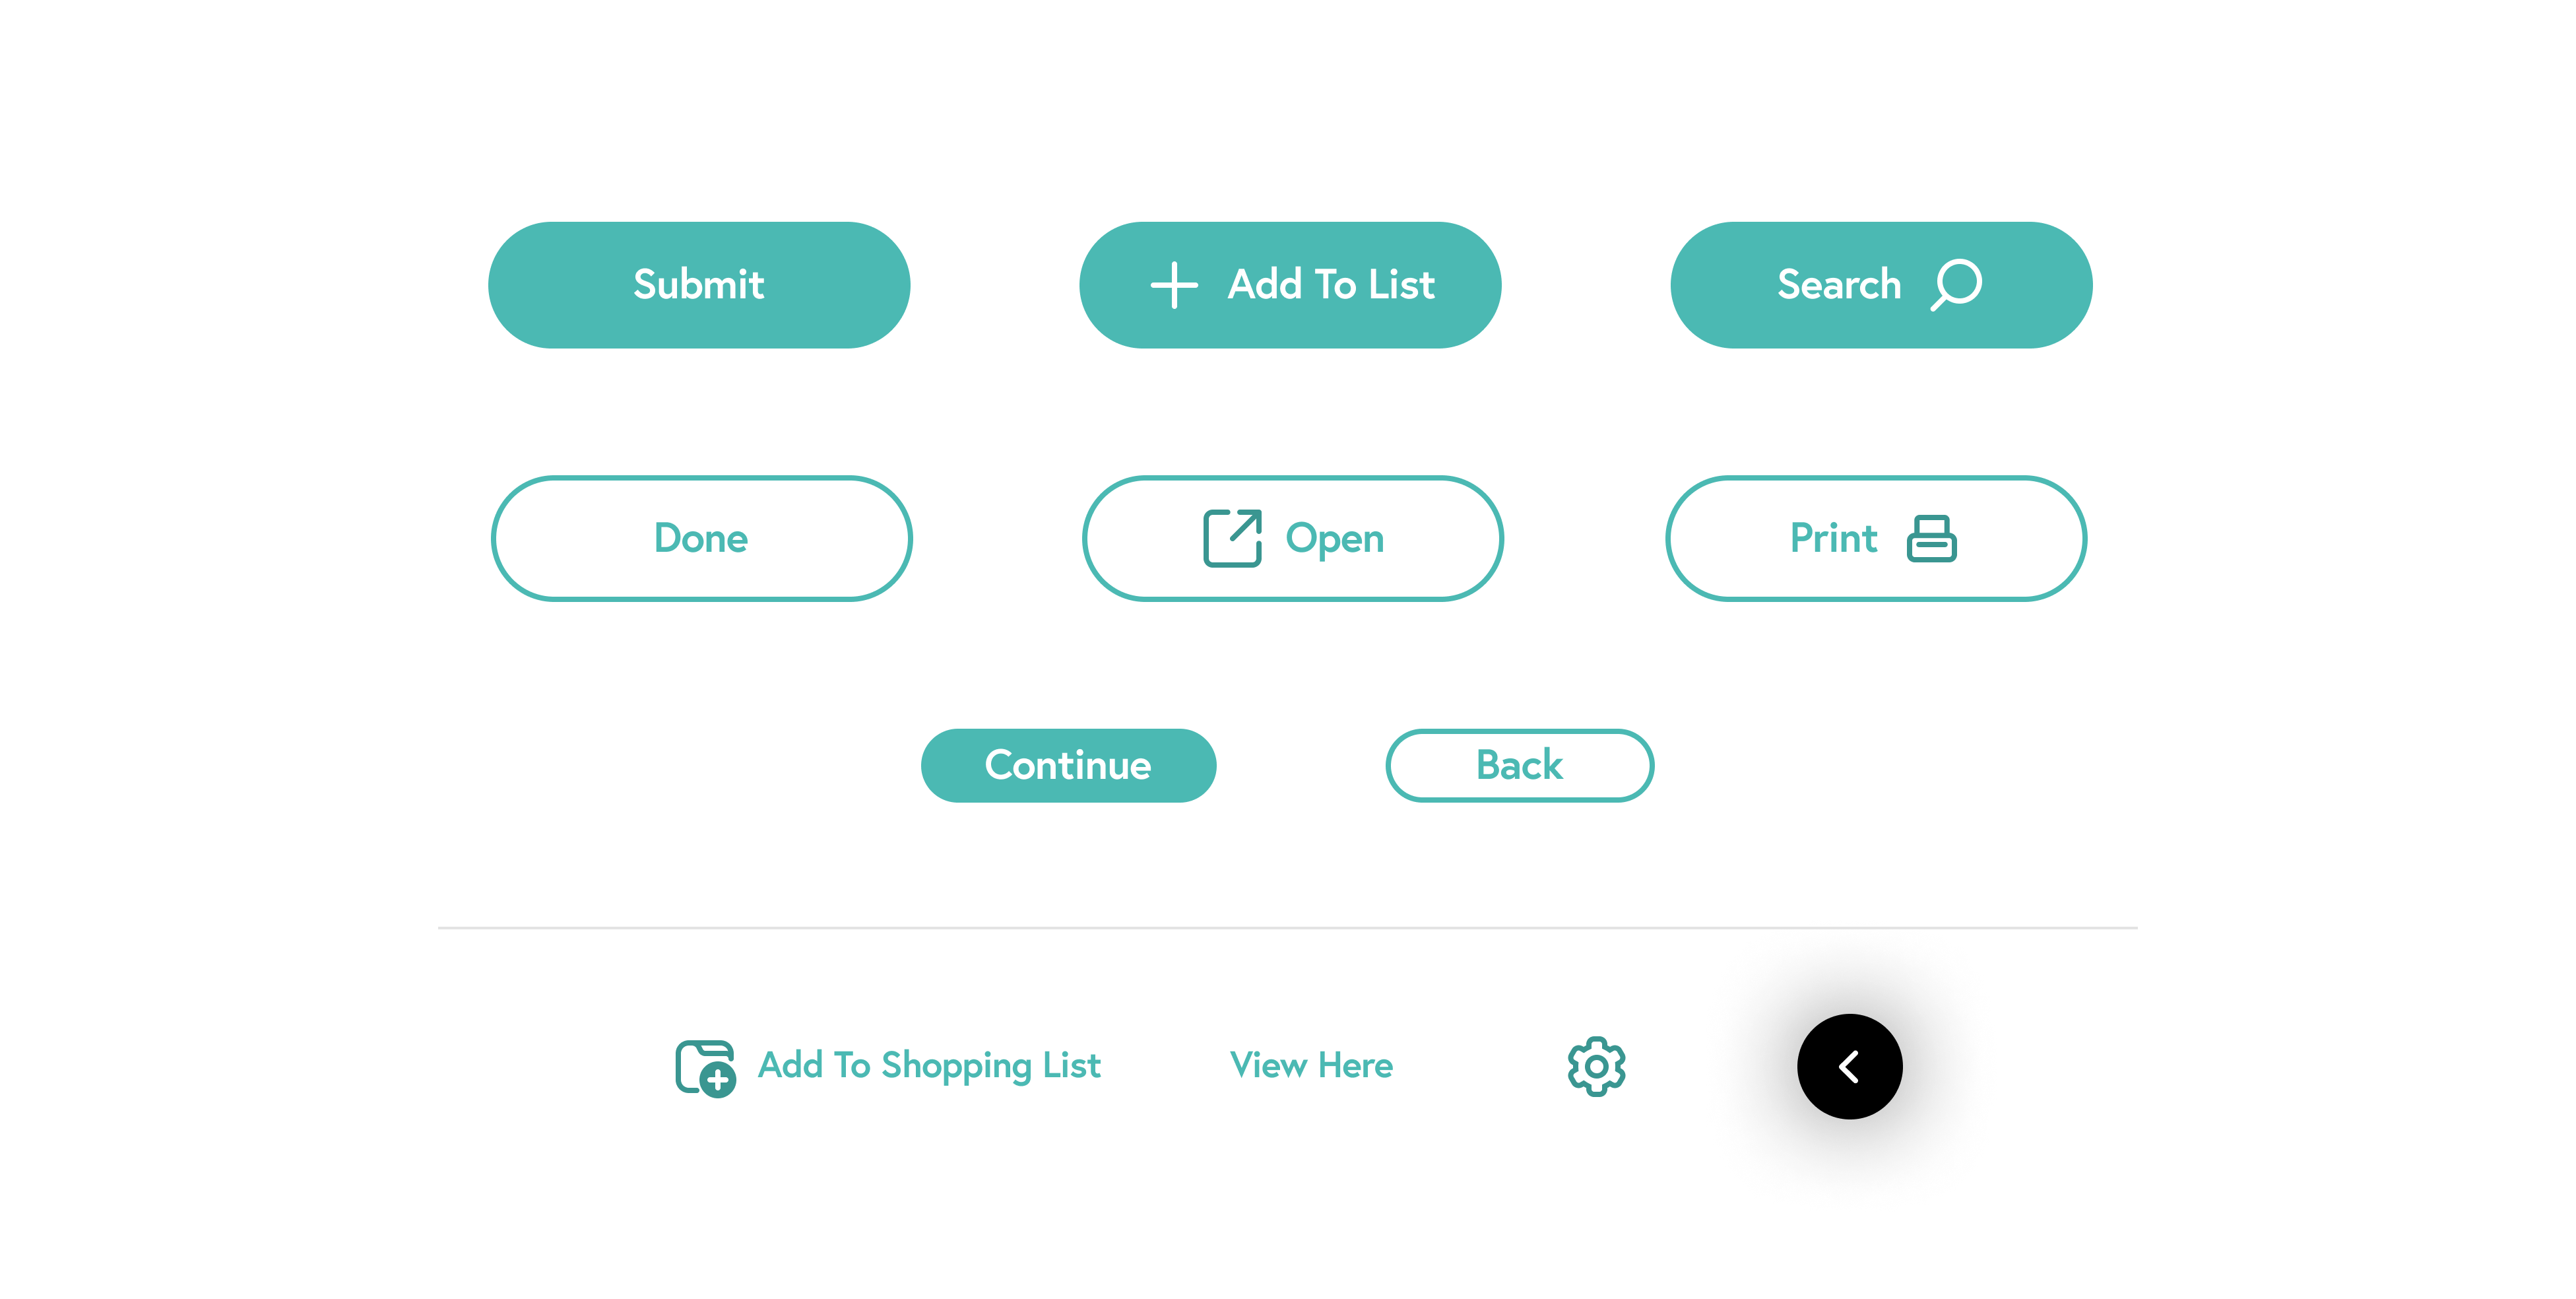 Submit
Add To List
Search
Done
Open
Print
Continue
Back
Add To Shopping List
View Here